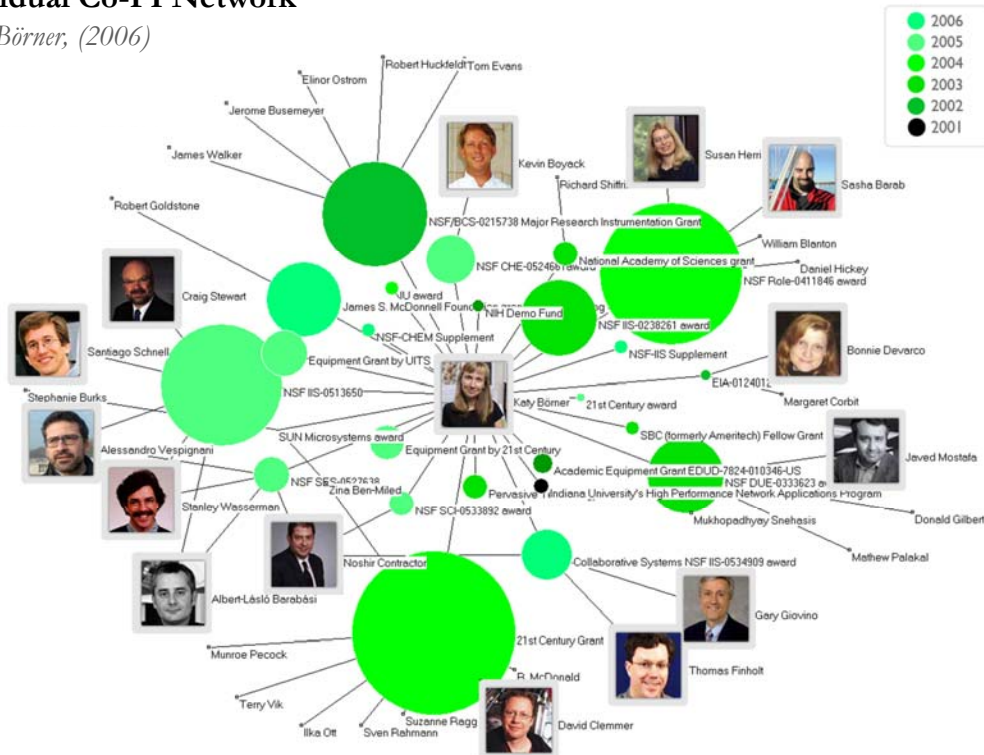 Co-PI Network
Börner, (2006)
2006
2005
2004
2003
2002
2001
Robert Huckfeldt
Tom Evans
Elinor Ostrom
Jerome Busemeyer
James Walker
Kevin Boyack
Susan Herri
Richard Shiffri
Sasha Barab
Robert Goldstone
NSF/BCS-0215738 Major Research Instrumentation Grant
William Blanton
National Academy of Sciences grant
NSF CHE-0524661 award
Daniel Hickey
NSF Role-0411846 award
Craig Stewart
IU award
James S. McDonnell
NIH Demo Fund
NSF IIS-0238261 award
NSF-CHEM Supplement
Santiago Schnell
Equipment Grant by UITS
NSF-IIS Supplement
Bonnie Devarco
EIA-012401
NSF IIS-0513650
Stephanie Burks
Katy Börner
21st Century award
Margaret Corbit
SUN Microsystems award
SBC (formerly Ameritech) Fellow Grant
Alessandro Vespignani
Equipment Grant by 21st Century
Javed Mostafa
Academic Equipment Grant EDUD-7824-010346-US
NSF SES-0527638
NSF DUE-0333623
Zina Ben-Miled
Pervasive
Indiana University's High Performance Network Applications Program
Stanley Wasserman
NSF SCI-0533892 award
Mukhopadhyay Snehasis
Donald Gilbert
Mathew Palakal
Noshir Contractor
Collaborative Systems NSF IIS-0534909 award
Albert-Lásló Barabási
Gary Giovino
21st Century Grant
Munroe Pecock
Thomas Finholt
B. McDonald
Terry Vik
Suzanne Ragg
David Clemmer
Ilka Ott
Sven Rahmann